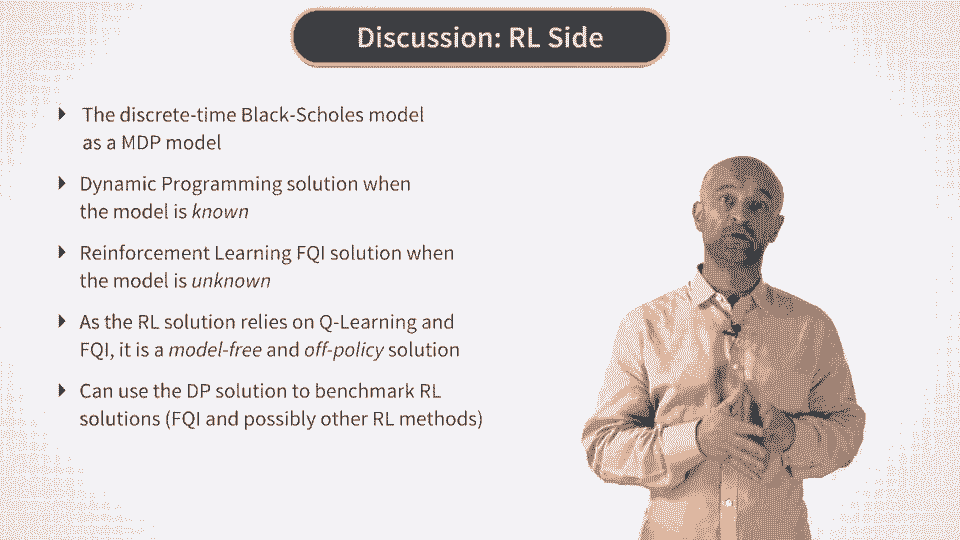 Discussion: RL Side
The discrete-time Black-Scholes model
as a MDP model
Dynamic Programming solution when
the model is known
Reinforcement Learning FQI solution when
the model is unknown
As the RL solution relies on Q-Learning and
FQI, it is a model-free and off-policy solution
Can use the DP solution to benchmark RL
solutions (FQI and possibly other RL methods)